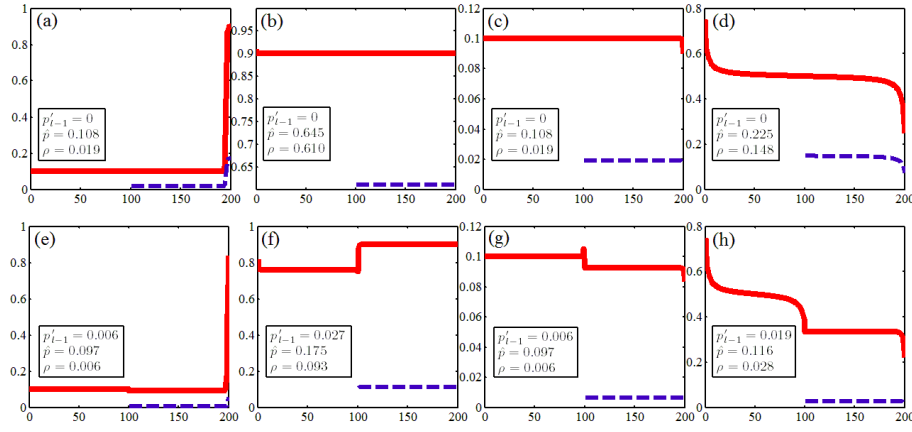 (a)
1
0.8
0.6
0.4
0.2
0
p′_{l−1} = 0
p̂ = 0.108
ρ = 0.019
0 50 100 150 200
(b)
0.95
0.9
0.85
0.8
0.75
0.7
0.65
p′_{l−1} = 0
p̂ = 0.645
ρ = 0.610
0 50 100 150 200
(c)
0.12
0.1
0.08
0.06
0.04
0.02
0
p′_{l−1} = 0
p̂ = 0.108
ρ = 0.019
0 50 100 150 200
(d)
0.8
0.6
0.4
0.2
0
p′_{l−1} = 0
p̂ = 0.225
ρ = 0.148
0 50 100 150 200
(e)
1
0.8
0.6
0.4
0.2
0
p′_{l−1} = 0.006
p̂ = 0.097
ρ = 0.006
0 50 100 150 200
(f)
1
0.8
0.6
0.4
0.2
0
p′_{l−1} = 0.027
p̂ = 0.175
ρ = 0.093
0 50 100 150 200
(g)
0.12
0.1
0.08
0.06
0.04
0.02
p′_{l−1} = 0.006
p̂ = 0.097
ρ = 0.006
0 50 100 150 200
(h)
0.8
0.6
0.4
0.2
0
p′_{l−1} = 0.019
p̂ = 0.116
ρ = 0.028
0 50 100 150 200